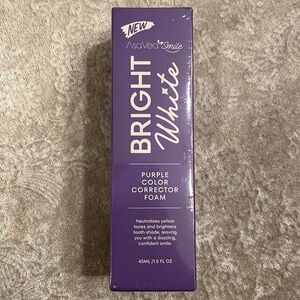 NEW
AsaVea Smile
BRIGHT
White
PURPLE
COLOR
CORRECTOR
FOAM
Neutralizes yellow
tones and brightens
tooth shade, leaving
you with a dazzling,
confident smile.
45ML /1.5 FL OZ